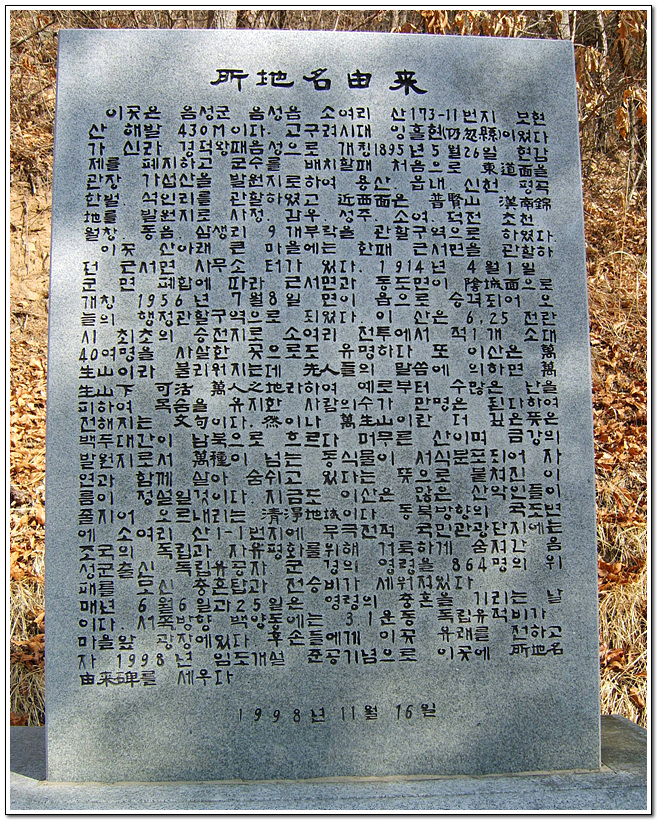 所地名由来
이곳은 음성군 음성읍 소여리 산173-11번지 보현
산 해발 430M이다. 고구려시대 잉홀현(仍忽縣)이었다
가 신라 경덕왕때음성으로 개칭1895년 5월26일 현감
제를 폐지하고 군수를 배치할때 처음으로 東道面을
관장 가섭산을 발원지로하여 용산. 읍내 신천. 평곡
한벌. 석인리를 관할하였고 近西面은 普賢山 漢南錦
地를 발원지로 사정. 감우. 성주. 소여. 덕전 초천
월창. 동음. 삼생리 9개부락을 관할구역으로 하였다
이곳 산아래 큰 마을에는 한때 근서면을 관할하
던 근서면 사무소 터가 있다. 1914년 4월1일
군 면 폐합에 따라 근서면과 동도면이 陰城面으로
개칭 1956년 7월8일 면이 읍으로 승격되어 오
늘의 행정관할구역으로 되었다. 이 산은 6.25 전란
시 최초의 승전지로 소여리 전투에서 적1개 소대
40여명을 사살한 곳으로도 유명하다 또 이산은 萬
生山이라 불리워지는데 先人들의 말씀에 의하면 萬
生山下 可活 萬人之地라하여 예로부터 수많은 난을
피하여 목숨을 유지한 사람의수가 만명은 된다하여
전해지는 文句이다. 然이나 萬生山이란 더 깊은뜻은
백두대간이 남북으로 흐르다 머무른 산이며 금강의
발원지로서 萬種이 넘는 동식물이 서식분포되어 자
연과 함께 살아 숨쉬고 있다는 뜻으로 붙쳐진 이
름이 정설일것이다. 지금도 이산은 많은 산악인들이
줄지어 오르내리는 清淨地域이다 동북방향의 국도변
에 소여리 산1-1번지에 무극전적 국민관광단지에는
조국의 독립과 자유평화를위해 거룩하게 숨져간 음
성군출신 독립유공자 군 경의 영령을 864명의 위
패를 모신 충혼탑과 전승비가 세워져있다
매년 6월6일과25일은 영령의 충혼을 기리는 날
이다. 서쪽방향 백양동에는 3.1운동 독립유적비가
마을앞 광장에있다 후손들에게 이곳 유래를 전하고
자 1998년 임도개설 준공기념으로 이곳에 所地名
由来碑를 세우다
1998년 11월 16일